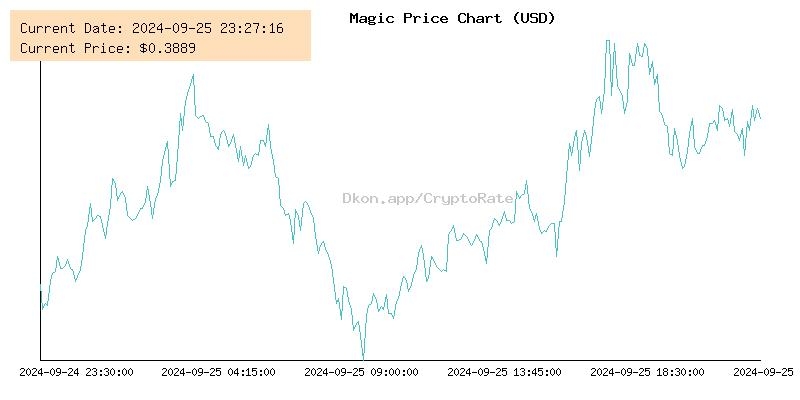 Magic Price Chart (USD)
Current Date: 2024-09-25 23:27:16
Current Price: $0.3889
Dkon.app/CryptoRate
2024-09-24 23:30:00
2024-09-25 04:15:00
2024-09-25 09:00:00
2024-09-25 13:45:00
2024-09-25 18:30:00
2024-09-25